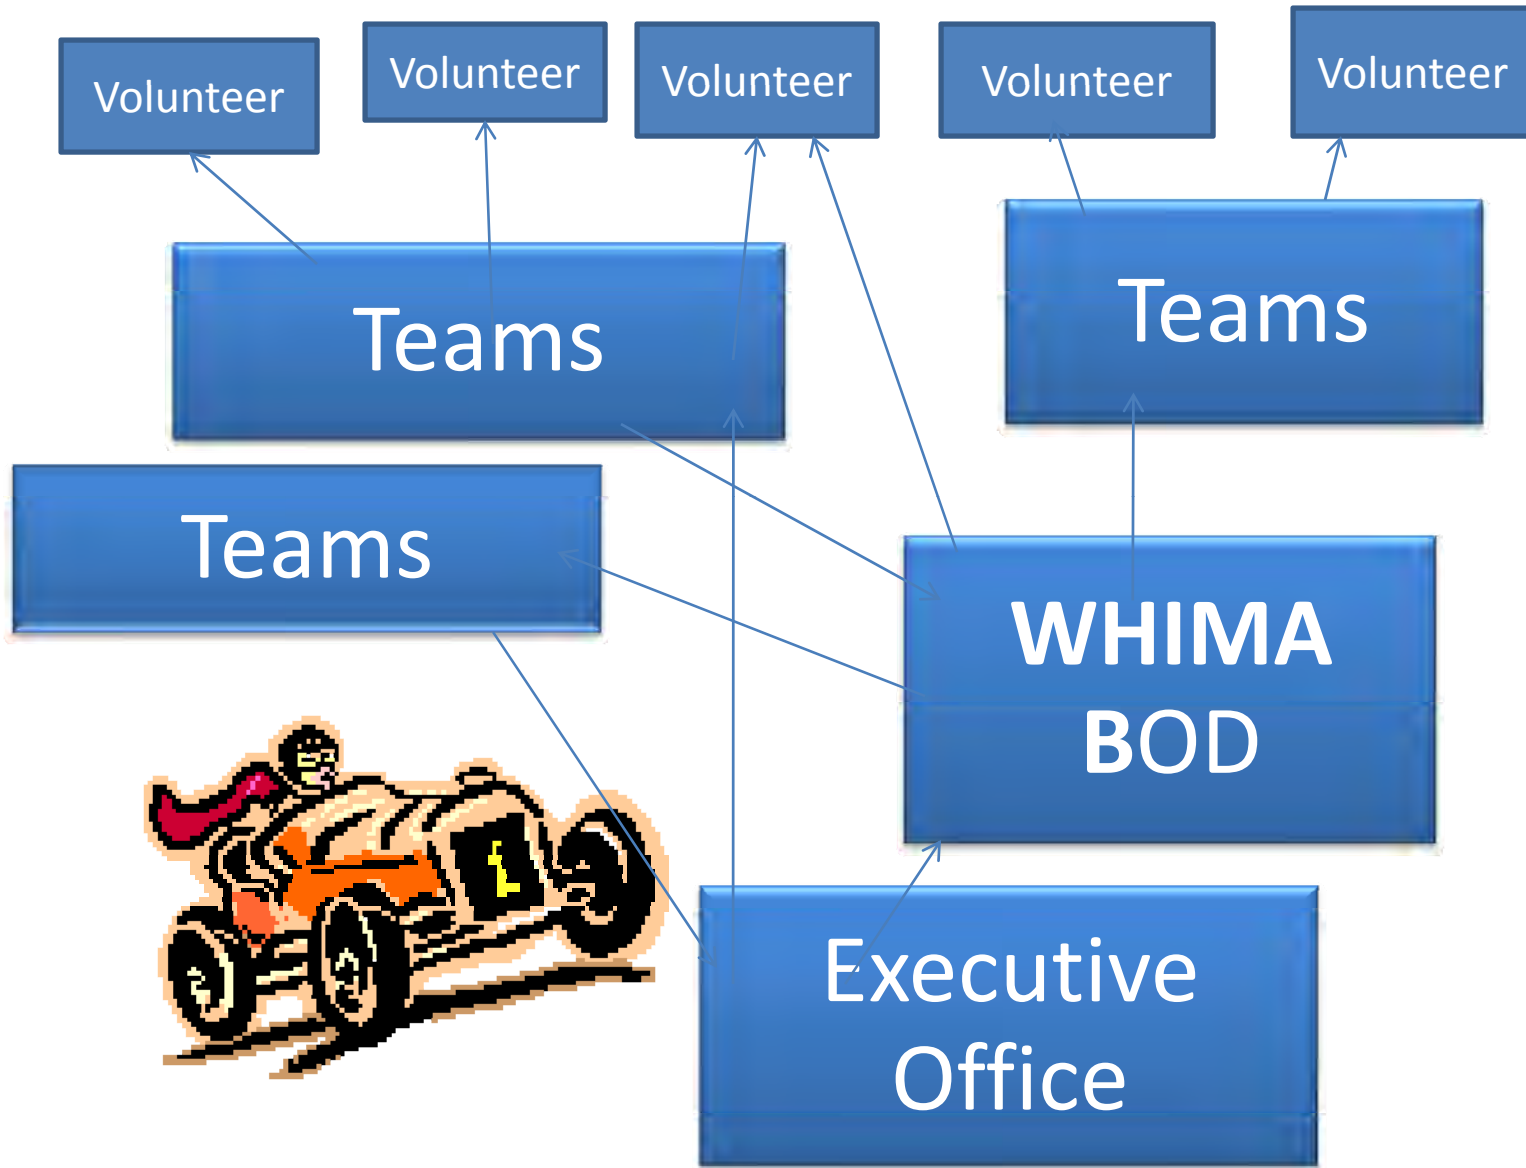 Volunteer
Volunteer
Volunteer
Volunteer
Volunteer
Teams
Teams
Teams
WHIMA
BOD
Executive
Office